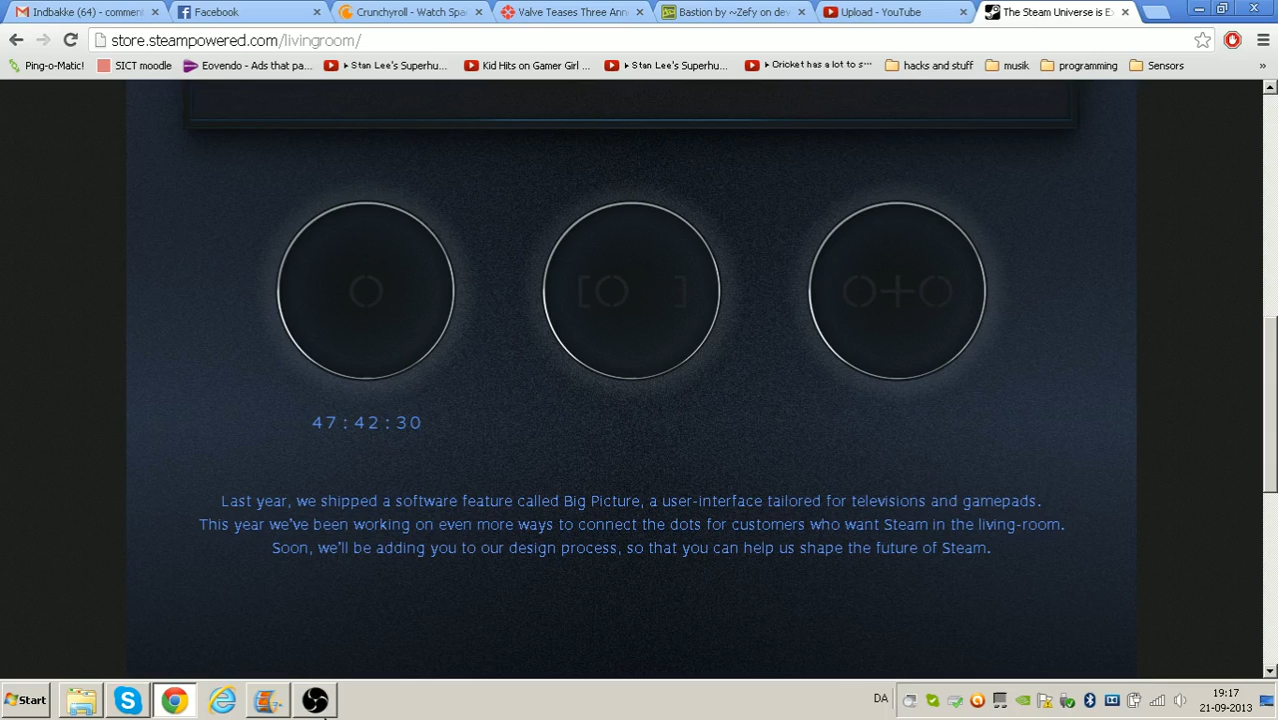 Indbakke (64) - comment
Facebook
Crunchyroll - Watch Spa
Valve Teases Three Ann
Bastion by ~Zefy on dev
Upload - YouTube
The Steam Universe is E
store.steampowered.com/livingroom/
Ping-o-Matic!
SICT moodle
Eovendo - Ads that pa...
Stan Lee's Superhu...
Kid Hits on Gamer Girl ...
Stan Lee's Superhu...
Cricket has a lot to s...
hacks and stuff
musik
programming
Sensors
47:42:30
Last year, we shipped a software feature called Big Picture, a user-interface tailored for televisions and gamepads.
This year we've been working on even more ways to connect the dots for customers who want Steam in the living-room.
Soon, we'll be adding you to our design process, so that you can help us shape the future of Steam.
Start
DA
19:17
21-09-2013